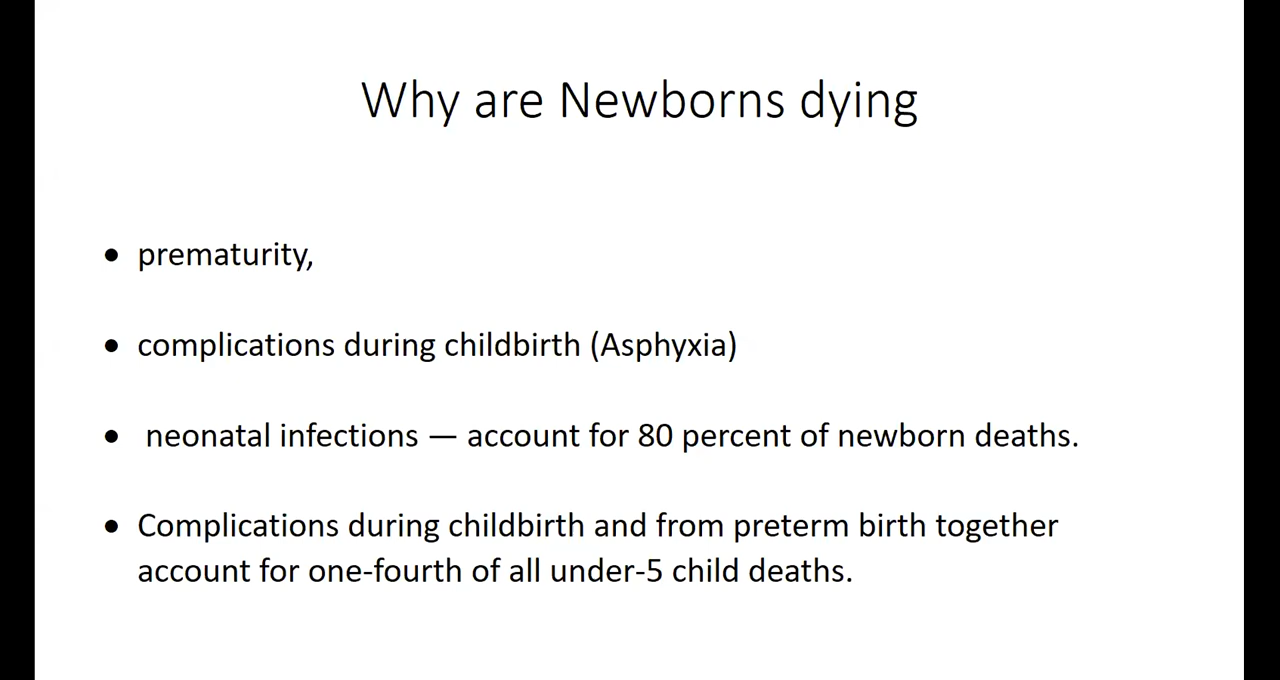 Why are Newborns dying
• prematurity,
• complications during childbirth (Asphyxia)
• neonatal infections — account for 80 percent of newborn deaths.
• Complications during childbirth and from preterm birth together
account for one-fourth of all under-5 child deaths.